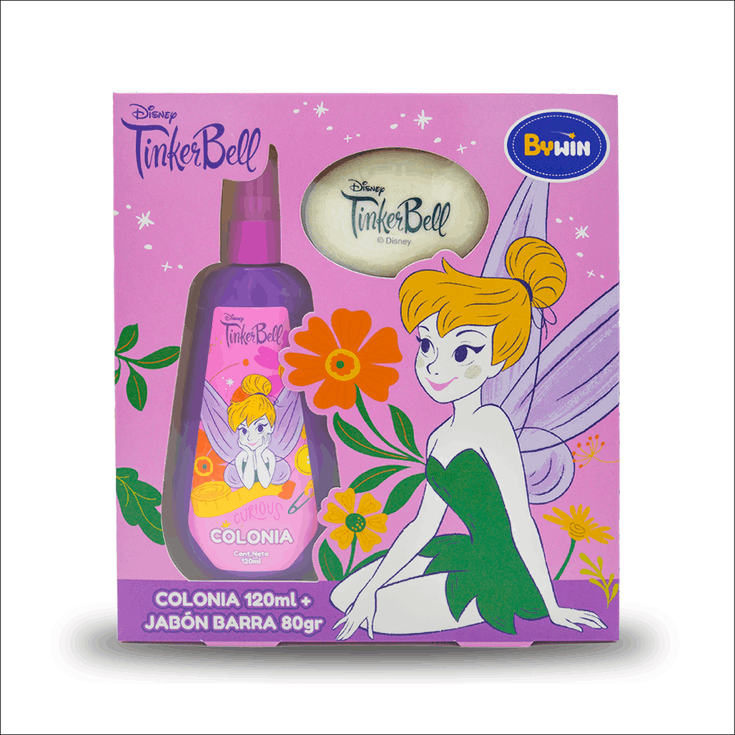 Disney
TinkerBell
Disney
TinkerBell
© Disney
BYWIN
Disney
TinkerBell
CURIOUS
COLONIA
Cont. Neto
120ml
COLONIA 120ml +
JABÓN BARRA 80gr